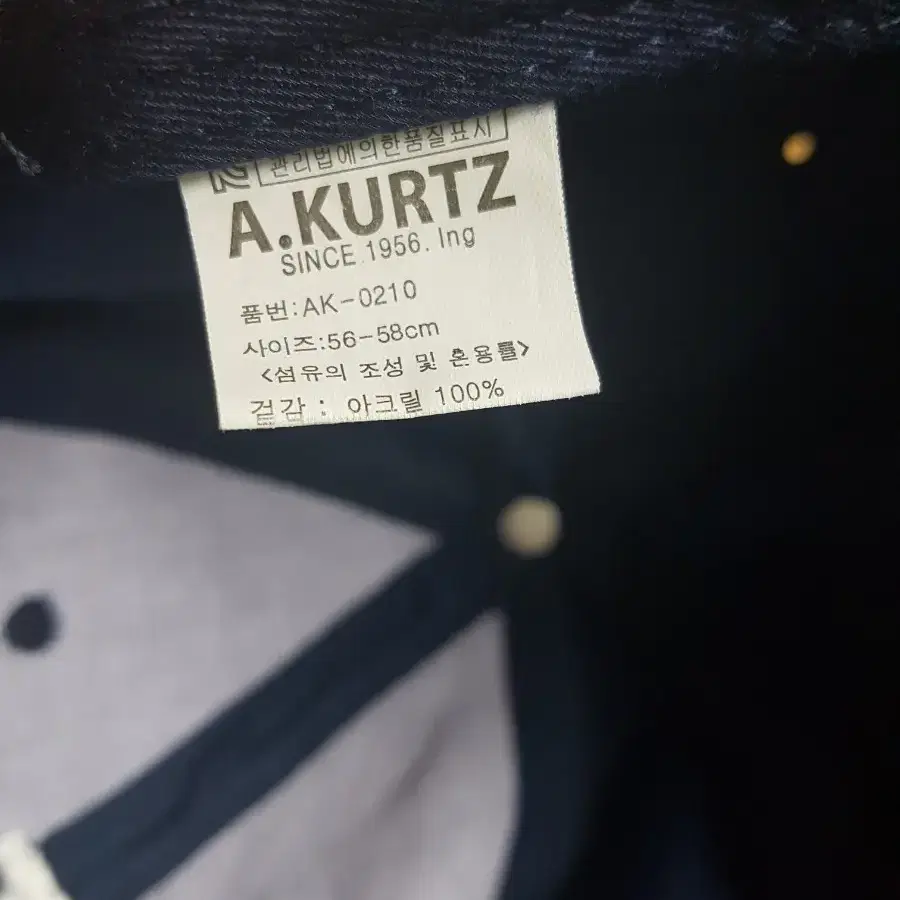 관리법에의한품질표시
A.KURTZ
SINCE 1956. Ing
품번:AK-0210
사이즈:56-58cm
<섬유의 조성 및 혼용률>
겉감 : 아크릴 100%